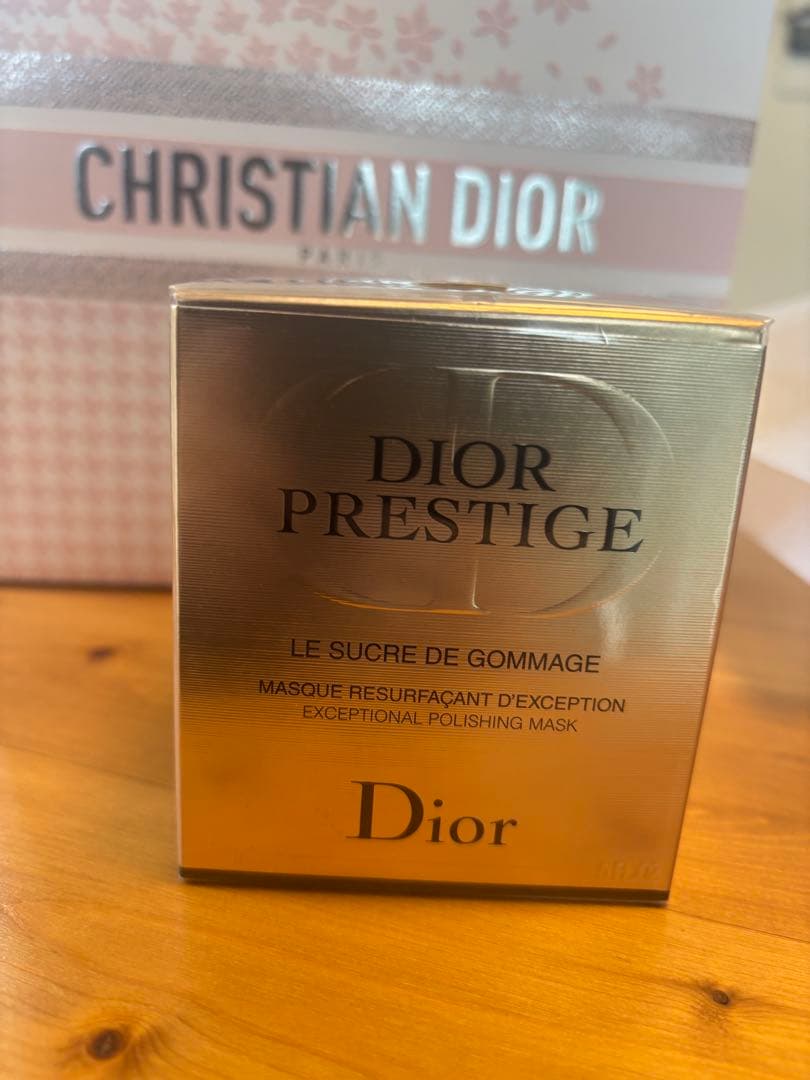 CHRISTIAN DIOR
PARIS
DIOR
PRESTIGE
LE SUCRE DE GOMMAGE
MASQUE RESURFAÇANT D'EXCEPTION
EXCEPTIONAL POLISHING MASK
Dior